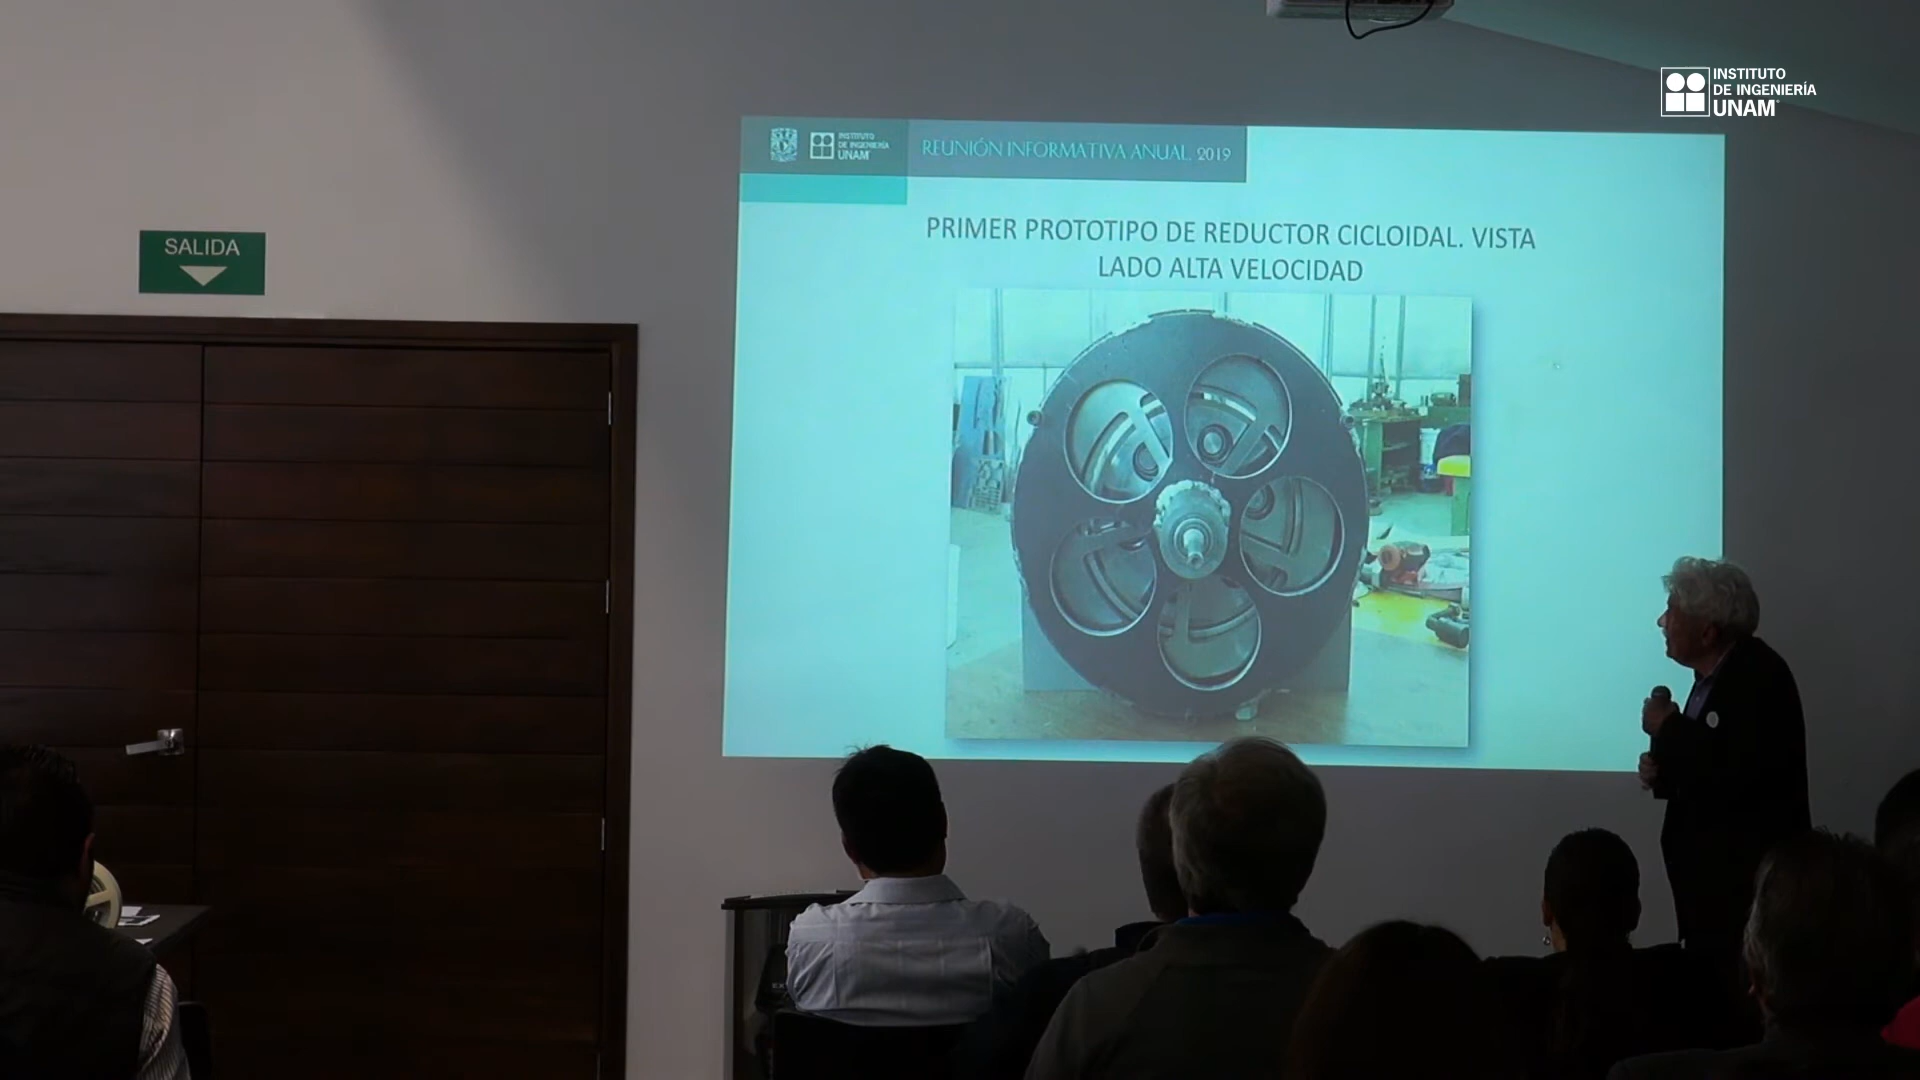 INSTITUTO
DE INGENIERÍA
UNAM
INSTITUTO
DE INGENIERÍA
UNAM
REUNIÓN INFORMATIVA ANUAL 2019
PRIMER PROTOTIPO DE REDUCTOR CICLOIDAL. VISTA
LADO ALTA VELOCIDAD
SALIDA